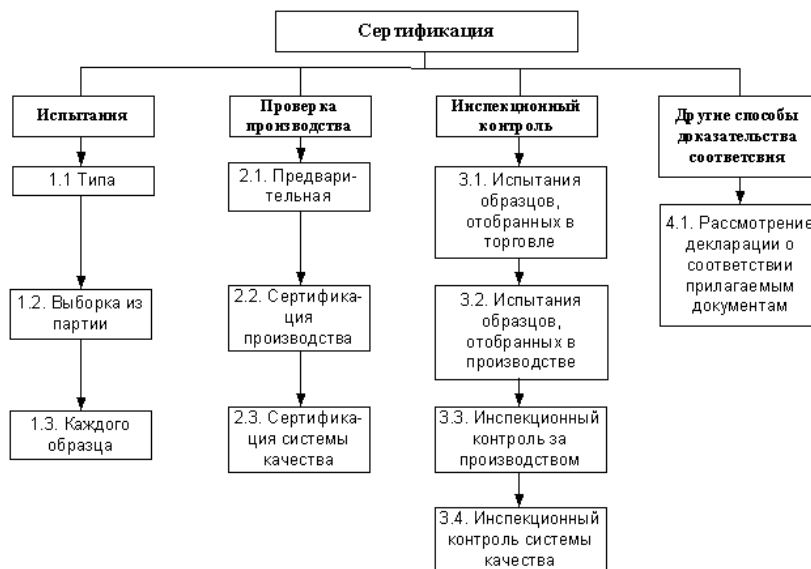 Сертификация
Испытания
1.1 Типа
1.2. Выборка из
партии
1.3. Каждого
образца
Проверка
производства
2.1. Предвари-
тельная
2.2. Сертифика-
ция
производства
2.3. Сертифика-
ция системы
качества
Инспекционный
контроль
3.1. Испытания
образцов,
отобранных в
торговле
3.2. Испытания
образцов,
отобранных в
производстве
3.3. Инспекционный
контроль за
производством
3.4. Инспекционный
контроль системы
качества
Другие способы
доказательства
соответсвия
4.1. Рассмотрение
декларации о
соответствии
прилагаемым
документам